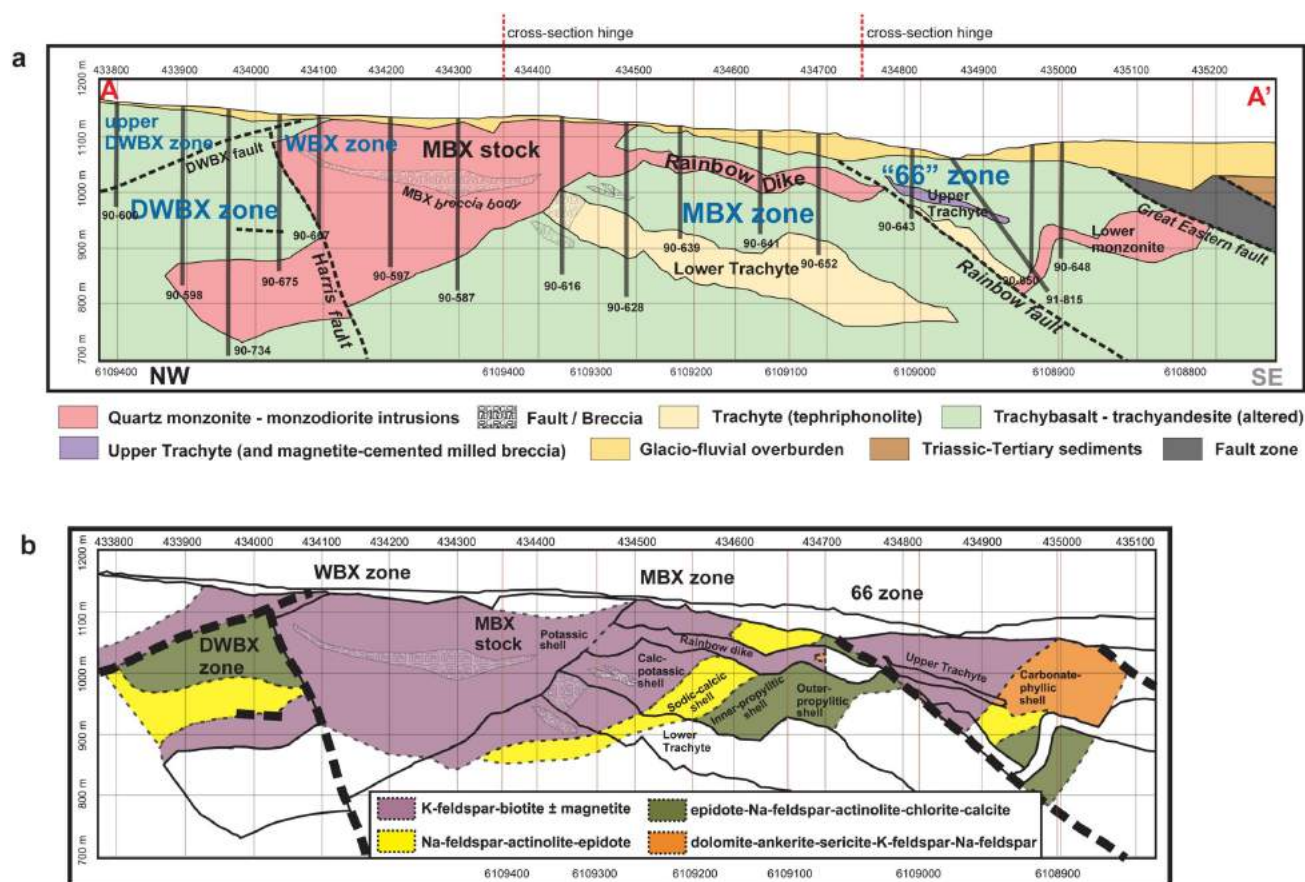 cross-section hinge cross-section hinge
a
433800 433900 434000 434100 434200 434300 434400 434500 434600 434700 434800 434900 435000 435100 435200
1200 m
1100 m
1000 m
900 m
800 m
700 m
A A'
upper
DWBX zone
DWBX fault
WBX zone
MBX stock
Rainbow Dike
"66" zone
DWBX zone
MBX breccia body
MBX zone
Upper
Trachyte
Lower Trachyte
Lower
monzonite
Great Eastern fault
Harris fault
Rainbow fault
90-600
90-598
90-734
90-675
90-667
90-597
90-587
90-616
90-628
90-639
90-641
90-652
90-643
90-650
91-815
90-648
6109400 NW 6109400 6109300 6109200 6109100 6109000 6108900 6108800 SE
Quartz monzonite - monzodiorite intrusions Fault / Breccia Trachyte (tephriphonolite) Trachybasalt - trachyandesite (altered)
Upper Trachyte (and magnetite-cemented milled breccia) Glacio-fluvial overburden Triassic-Tertiary sediments Fault zone
b
433800 433900 434000 434100 434200 434300 434400 434500 434600 434700 434800 434900 435000 435100
1200 m
1100 m
1000 m
900 m
800 m
700 m
WBX zone
MBX zone
66 zone
DWBX
zone
MBX
stock
Potassic
shell
Rainbow dike
Calc-
potassic
shell
Sodic-calcic
shell
Inner-propylitic
shell
Outer-
propylitic
shell
Lower
Trachyte
Upper Trachyte
Carbonate-
phyllic
shell
K-feldspar-biotite ± magnetite epidote-Na-feldspar-actinolite-chlorite-calcite
Na-feldspar-actinolite-epidote dolomite-ankerite-sericite-K-feldspar-Na-feldspar
6109400 6109300 6109200 6109100 6109000 6108900